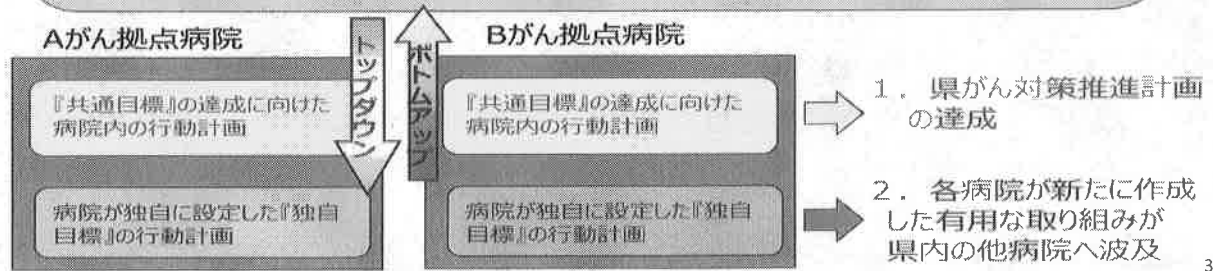 Aがん拠点病院
『共通目標』の達成に向けた
病院内の行動計画
病院が独自に設定した『独自
目標』の行動計画
トップダウン
ボトムアップ
Bがん拠点病院
『共通目標』の達成に向けた
病院内の行動計画
病院が独自に設定した『独自
目標』の行動計画
1．県がん対策推進計画
の達成
2．各病院が新たに作成
した有用な取り組みが
県内の他病院へ波及
3